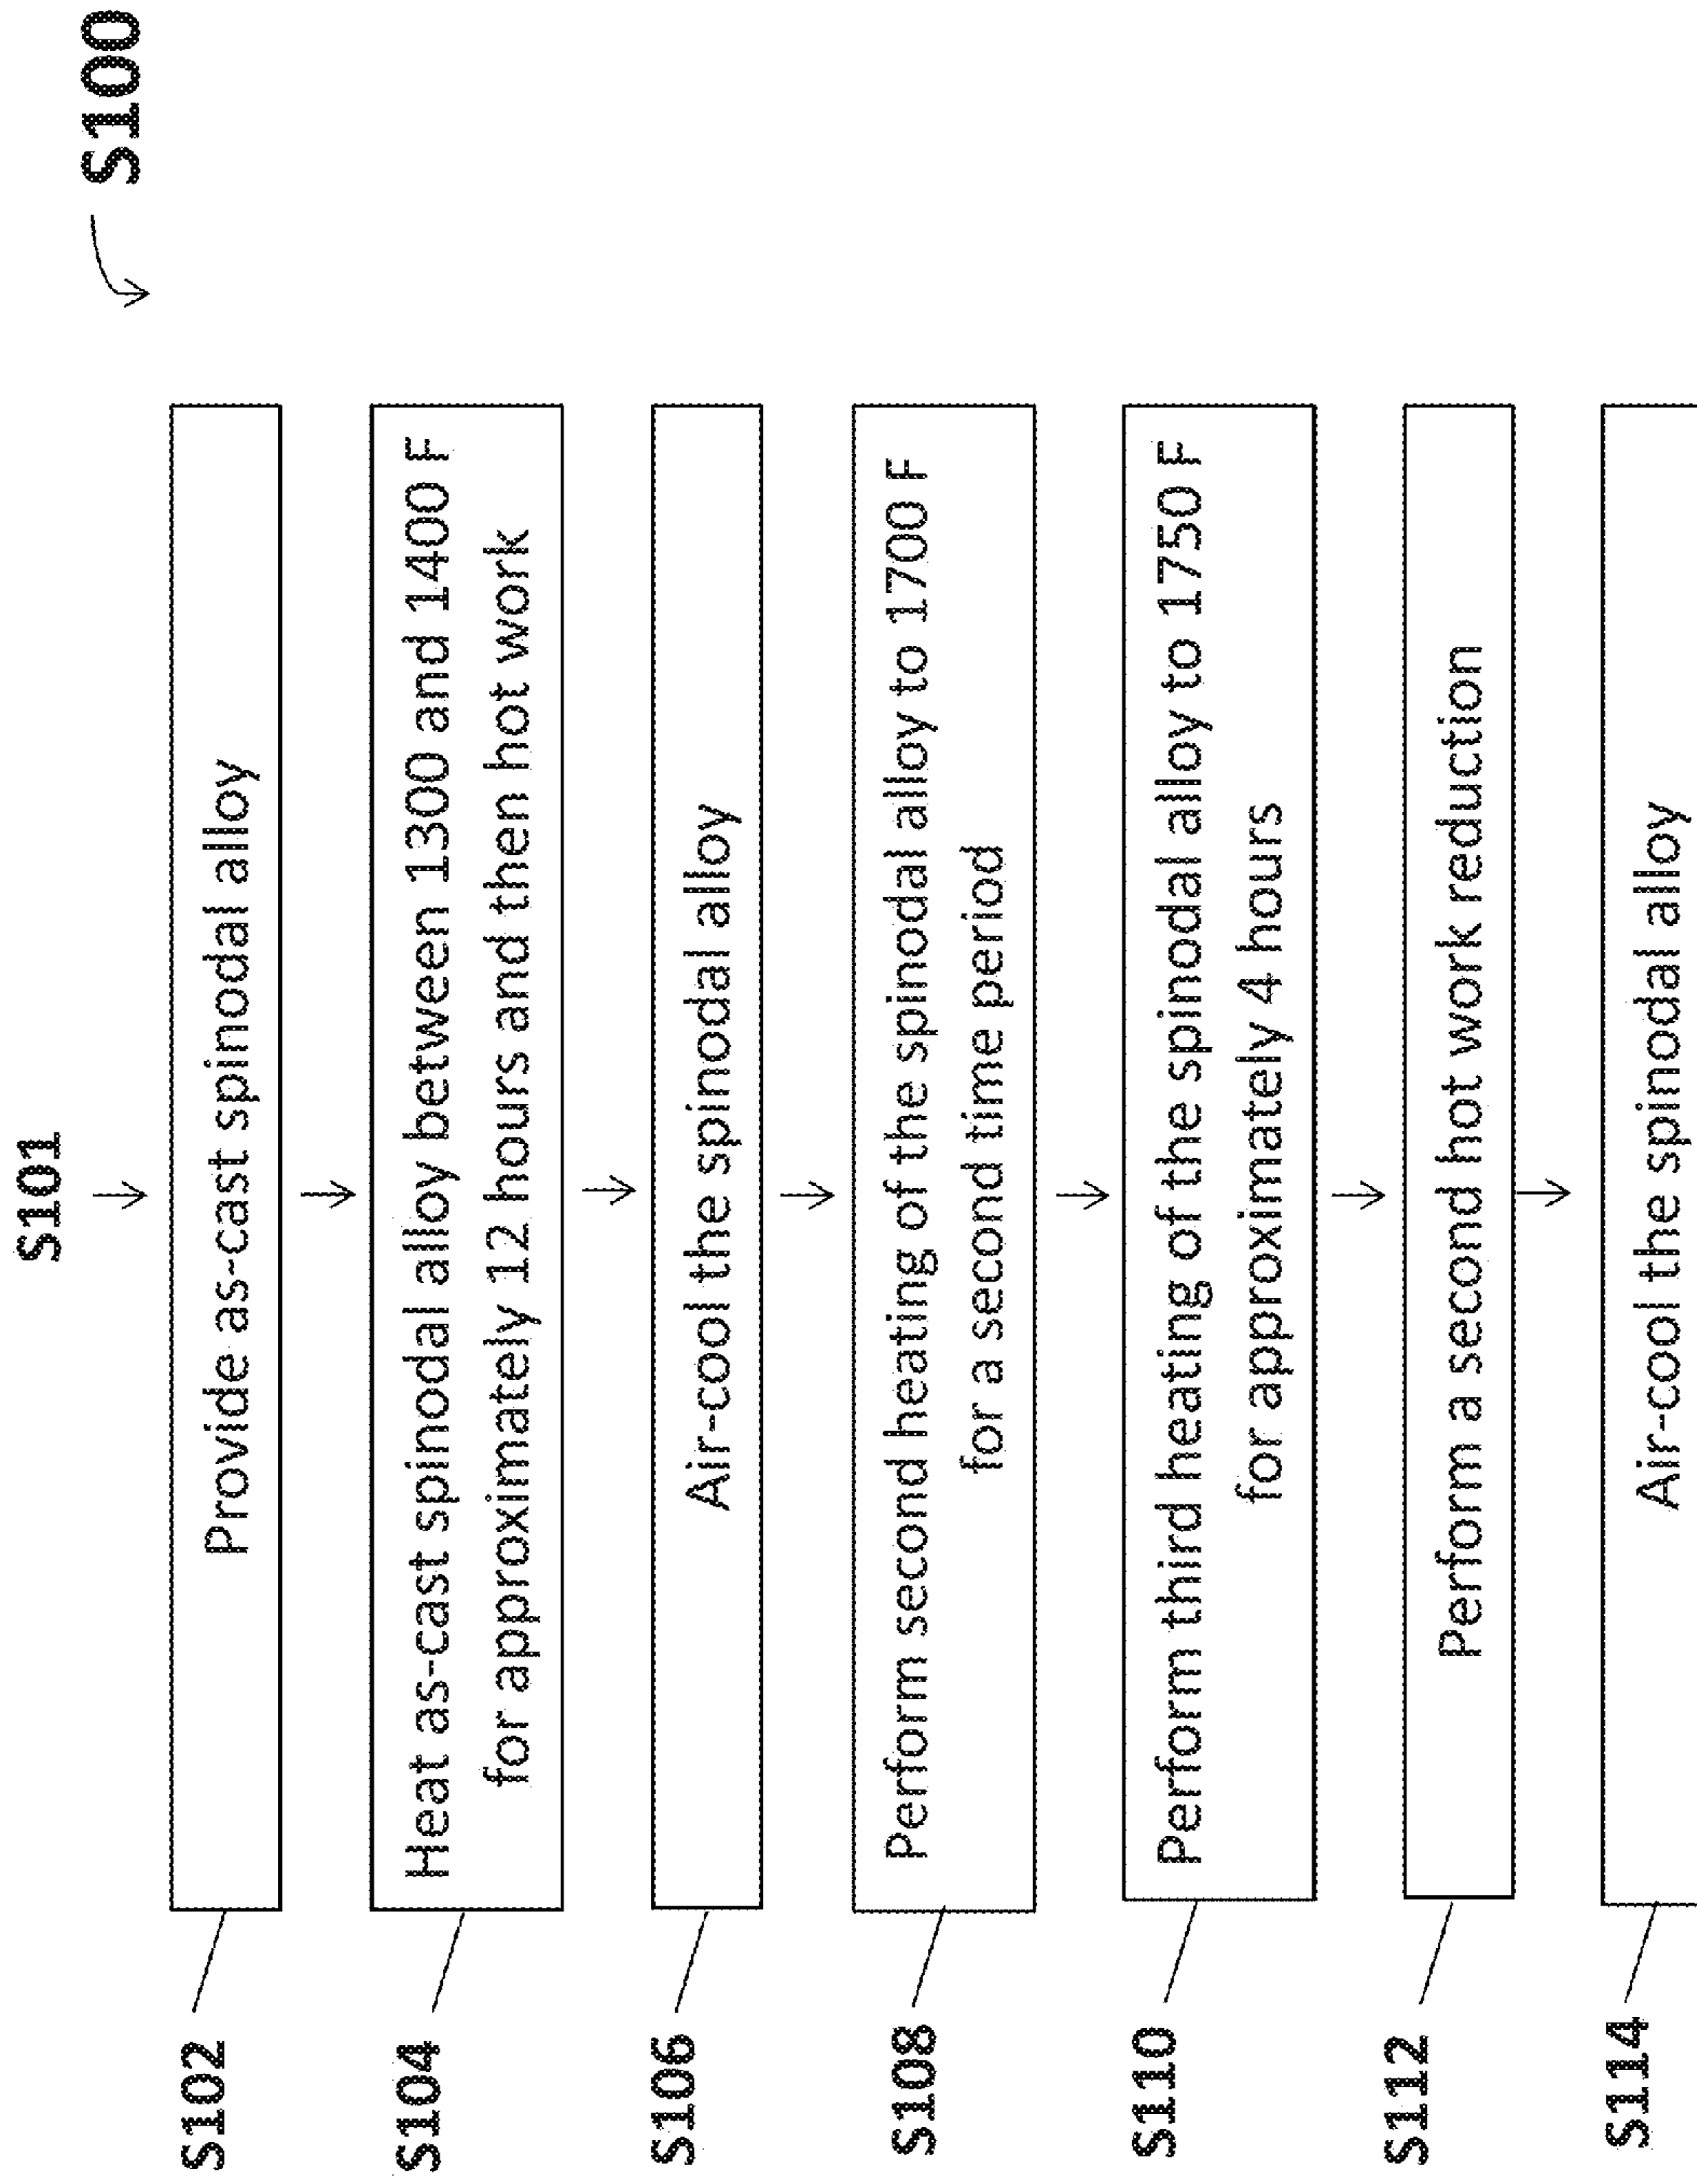 S100
S101
S102
Provide as-cast spinodal alloy
S104
Heat as-cast spinodal alloy between 1300 and 1400 F
for approximately 12 hours and then hot work
S106
Air-cool the spinodal alloy
S108
Perform second heating of the spinodal alloy to 1700 F
for a second time period
S110
Perform third heating of the spinodal alloy to 1750 F
for approximately 4 hours
S112
Perform a second hot work reduction
S114
Air-cool the spinodal alloy